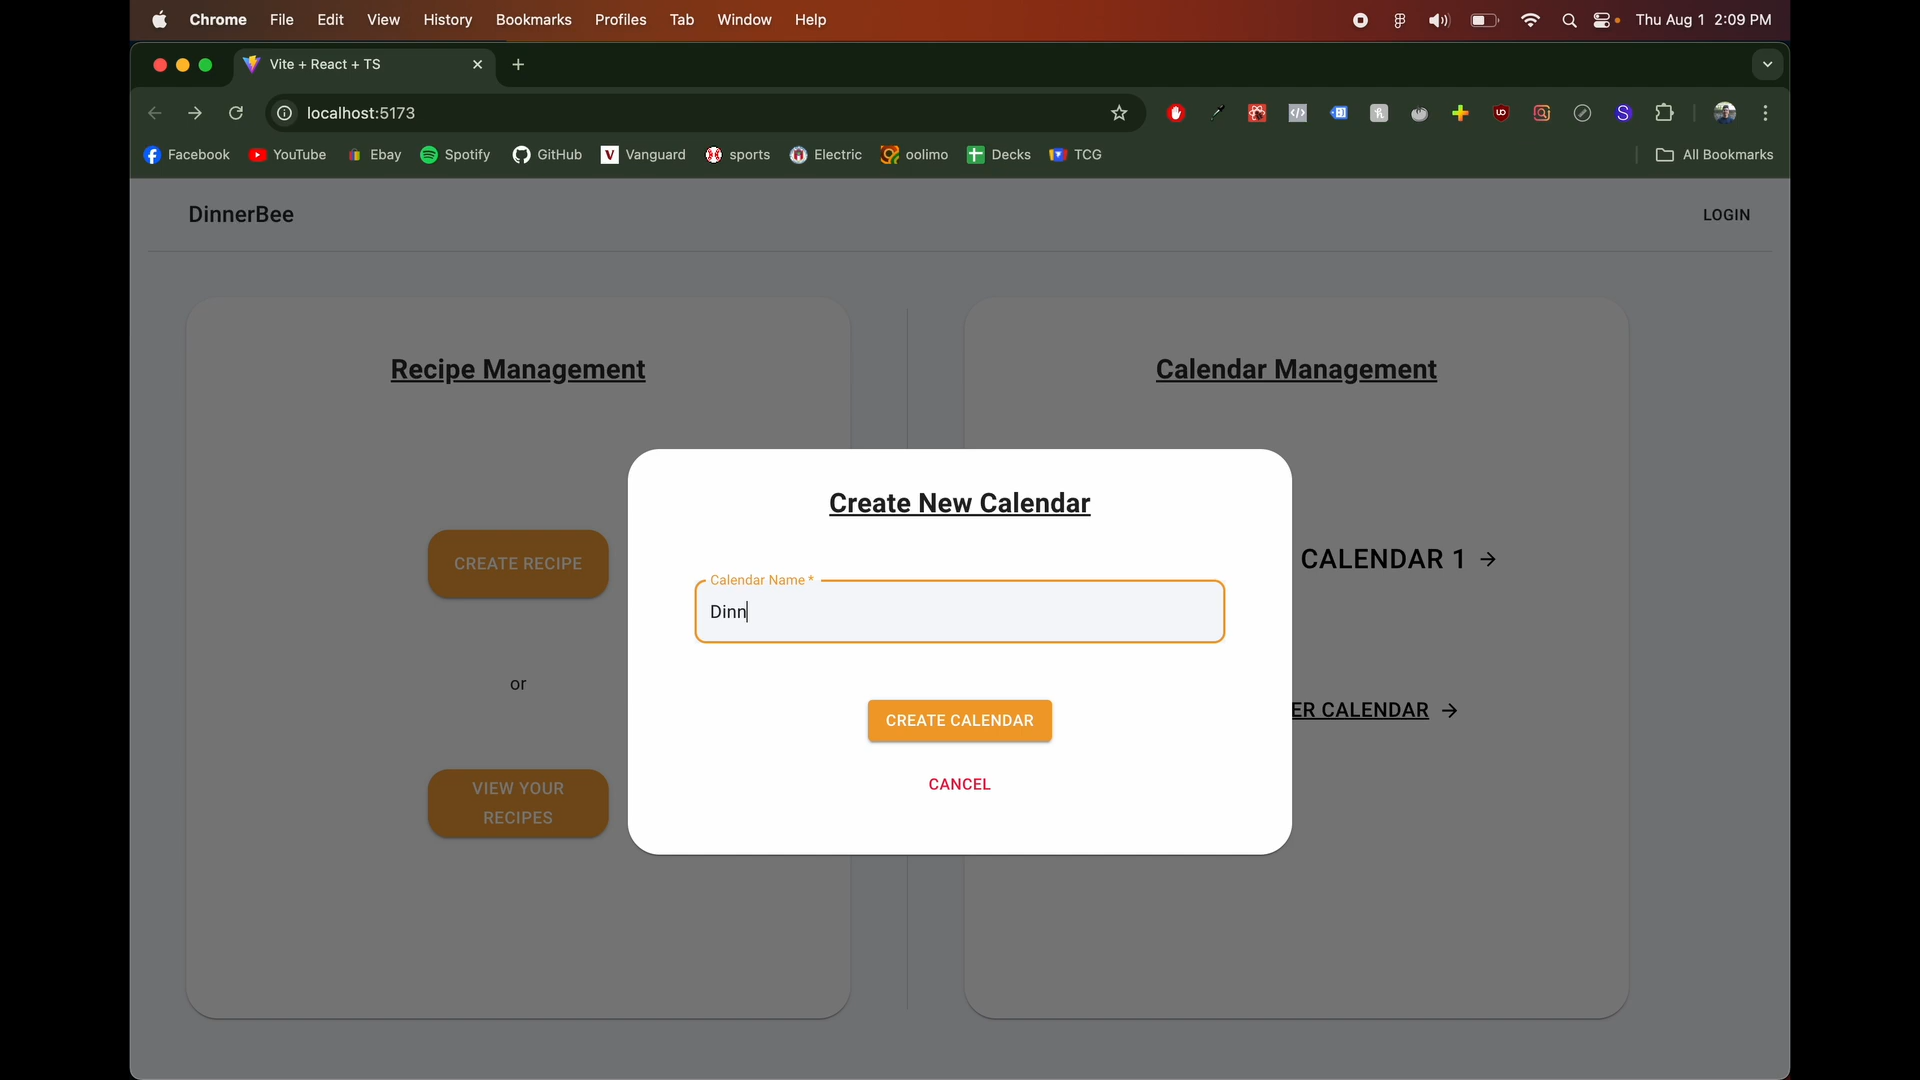 Chrome File Edit View History Bookmarks Profiles Tab Window Help Thu Aug 1 2:09 PM
Vite + React + TS
localhost:5173
Facebook YouTube Ebay Spotify GitHub Vanguard sports Electric oolimo Decks TCG All Bookmarks
DinnerBee LOGIN
Recipe Management
CREATE RECIPE
or
VIEW YOUR
RECIPES
Calendar Management
CALENDAR 1 →
ER CALENDAR →
Create New Calendar
Calendar Name *
Dinn
CREATE CALENDAR
CANCEL